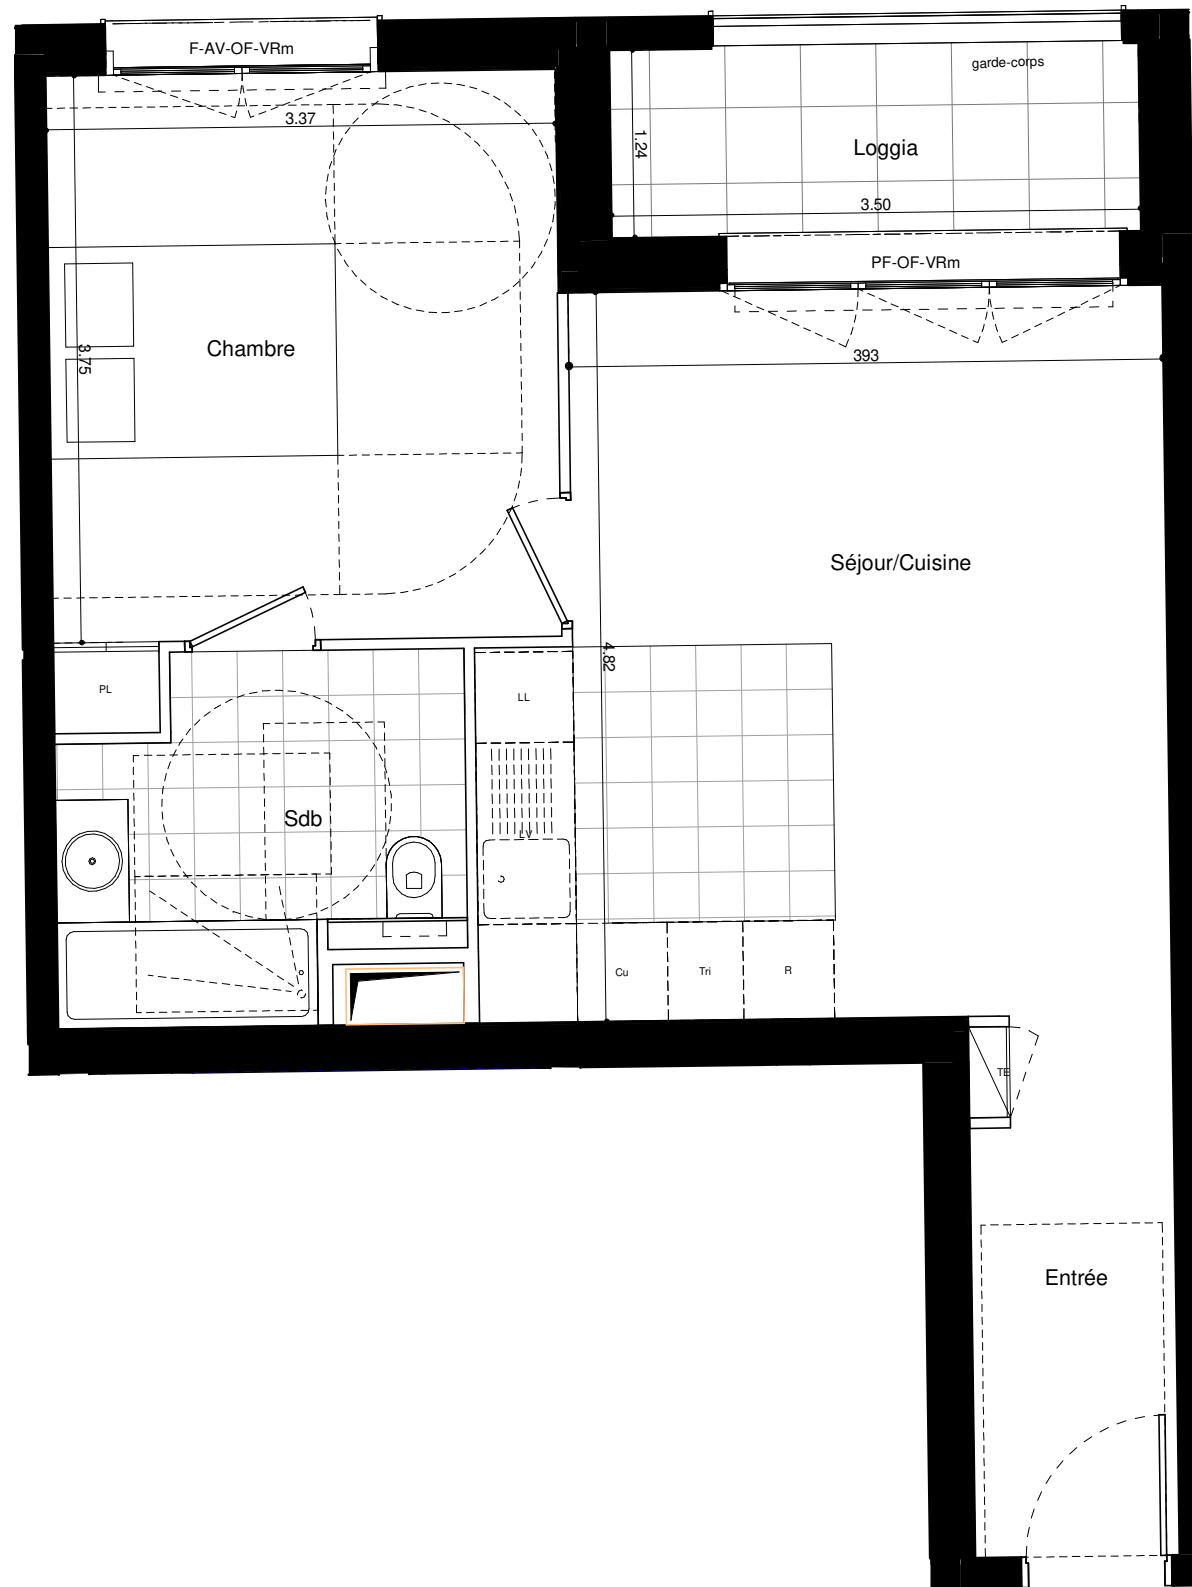 F-AV-OF-VRm
garde-corps
3.37
1.24
Loggia
3.50
PF-OF-VRm
Chambre
3.75
393
Séjour/Cuisine
4.82
PL
LL
Sdb
LV
Cu
Tri
R
TE
Entrée